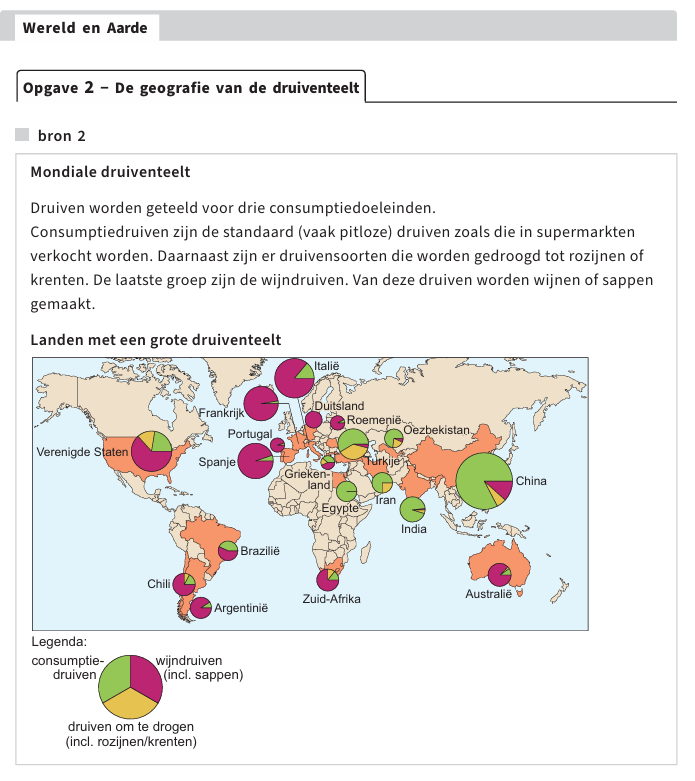 Wereld en Aarde
Opgave 2 – De geografie van de druiventeelt
bron 2
Mondiale druiventeelt
Druiven worden geteeld voor drie consumptiedoeleinden.
Consumptiedruiven zijn de standaard (vaak pitloze) druiven zoals die in supermarkten
verkocht worden. Daarnaast zijn er druivensoorten die worden gedroogd tot rozijnen of
krenten. De laatste groep zijn de wijndruiven. Van deze druiven worden wijnen of sappen
gemaakt.
Landen met een grote druiventeelt
Italië
Frankrijk
Duitsland
Roemenië
Oezbekistan
Portugal
Verenigde Staten
Spanje
Turkije
Grieken-
land
China
Iran
Egypte
India
Brazilië
Chili
Argentinië
Zuid-Afrika
Australië
Legenda:
consumptie-
druiven
wijndruiven
(incl. sappen)
druiven om te drogen
(incl. rozijnen/krenten)